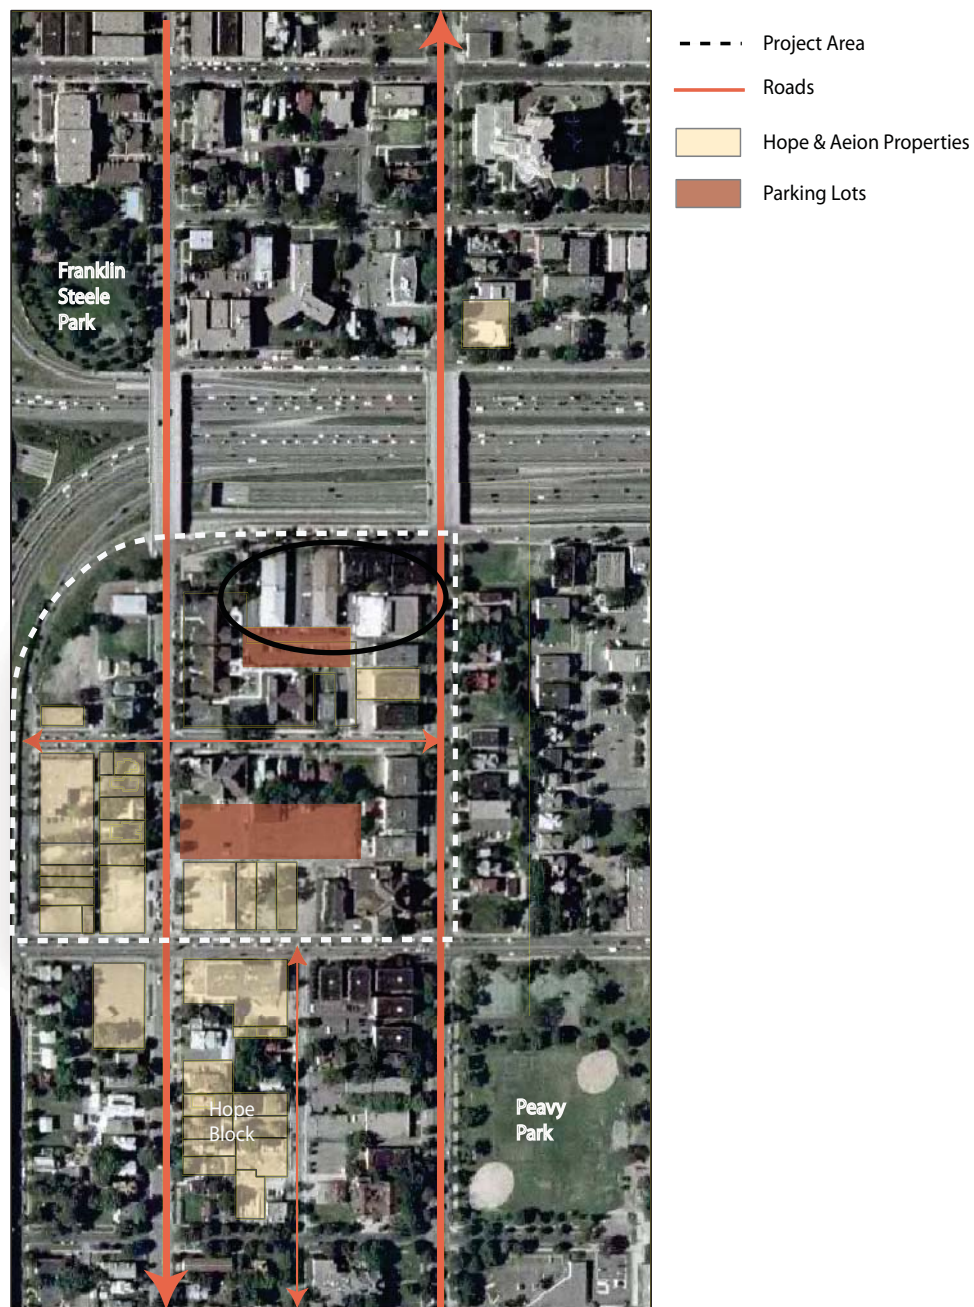 Project Area
Roads
Hope & Aeion Properties
Parking Lots
Franklin
Steele
Park
Hope
Block
Peavy
Park